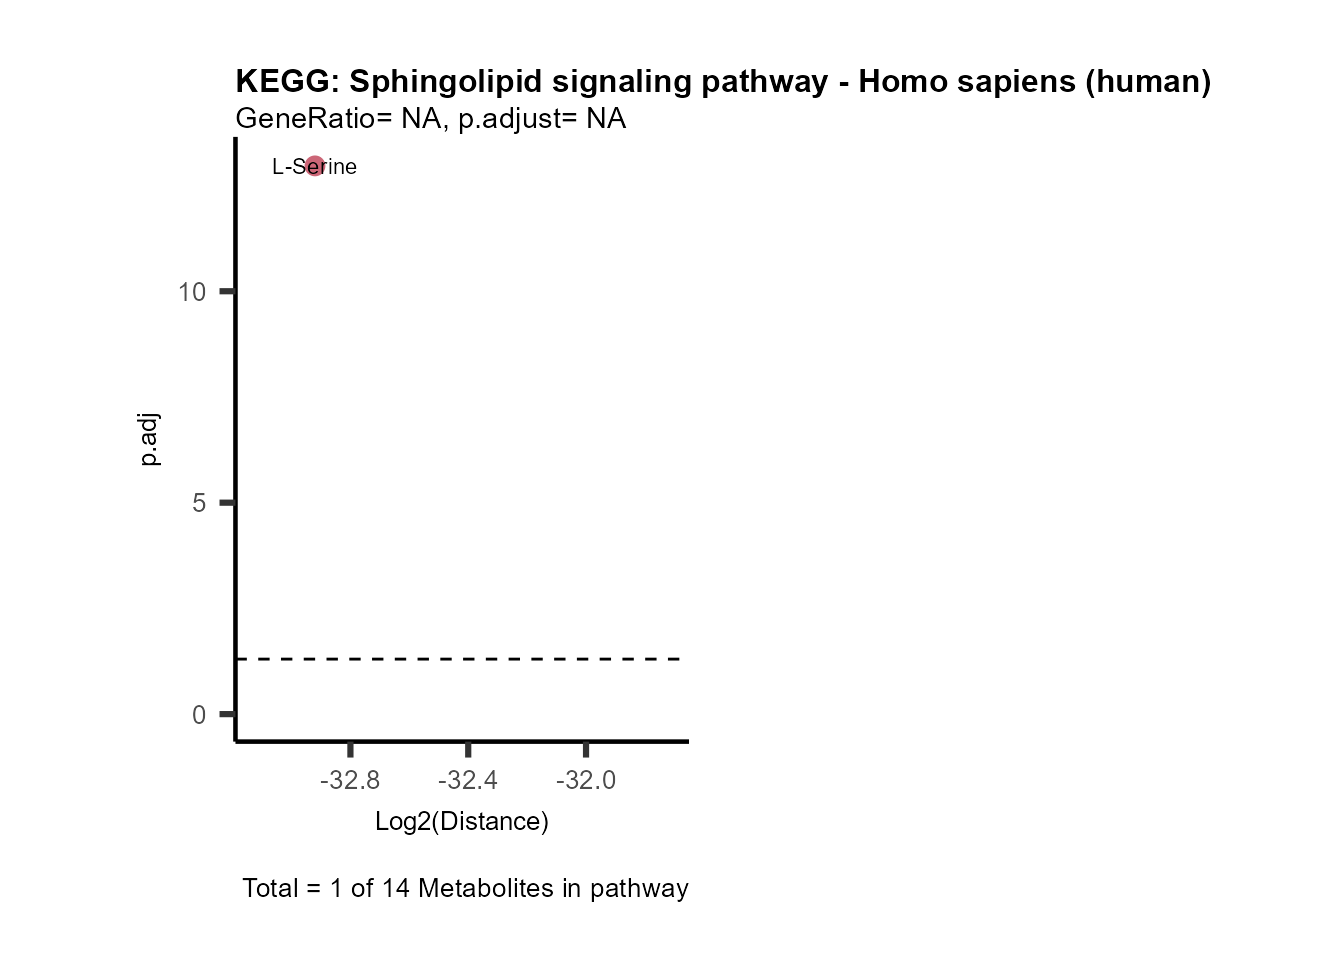 KEGG: Sphingolipid signaling pathway - Homo sapiens (human)
GeneRatio= NA, p.adjust= NA
L-Serine
10
p.adj
5
0
-32.8
-32.4
-32.0
Log2(Distance)
Total = 1 of 14 Metabolites in pathway